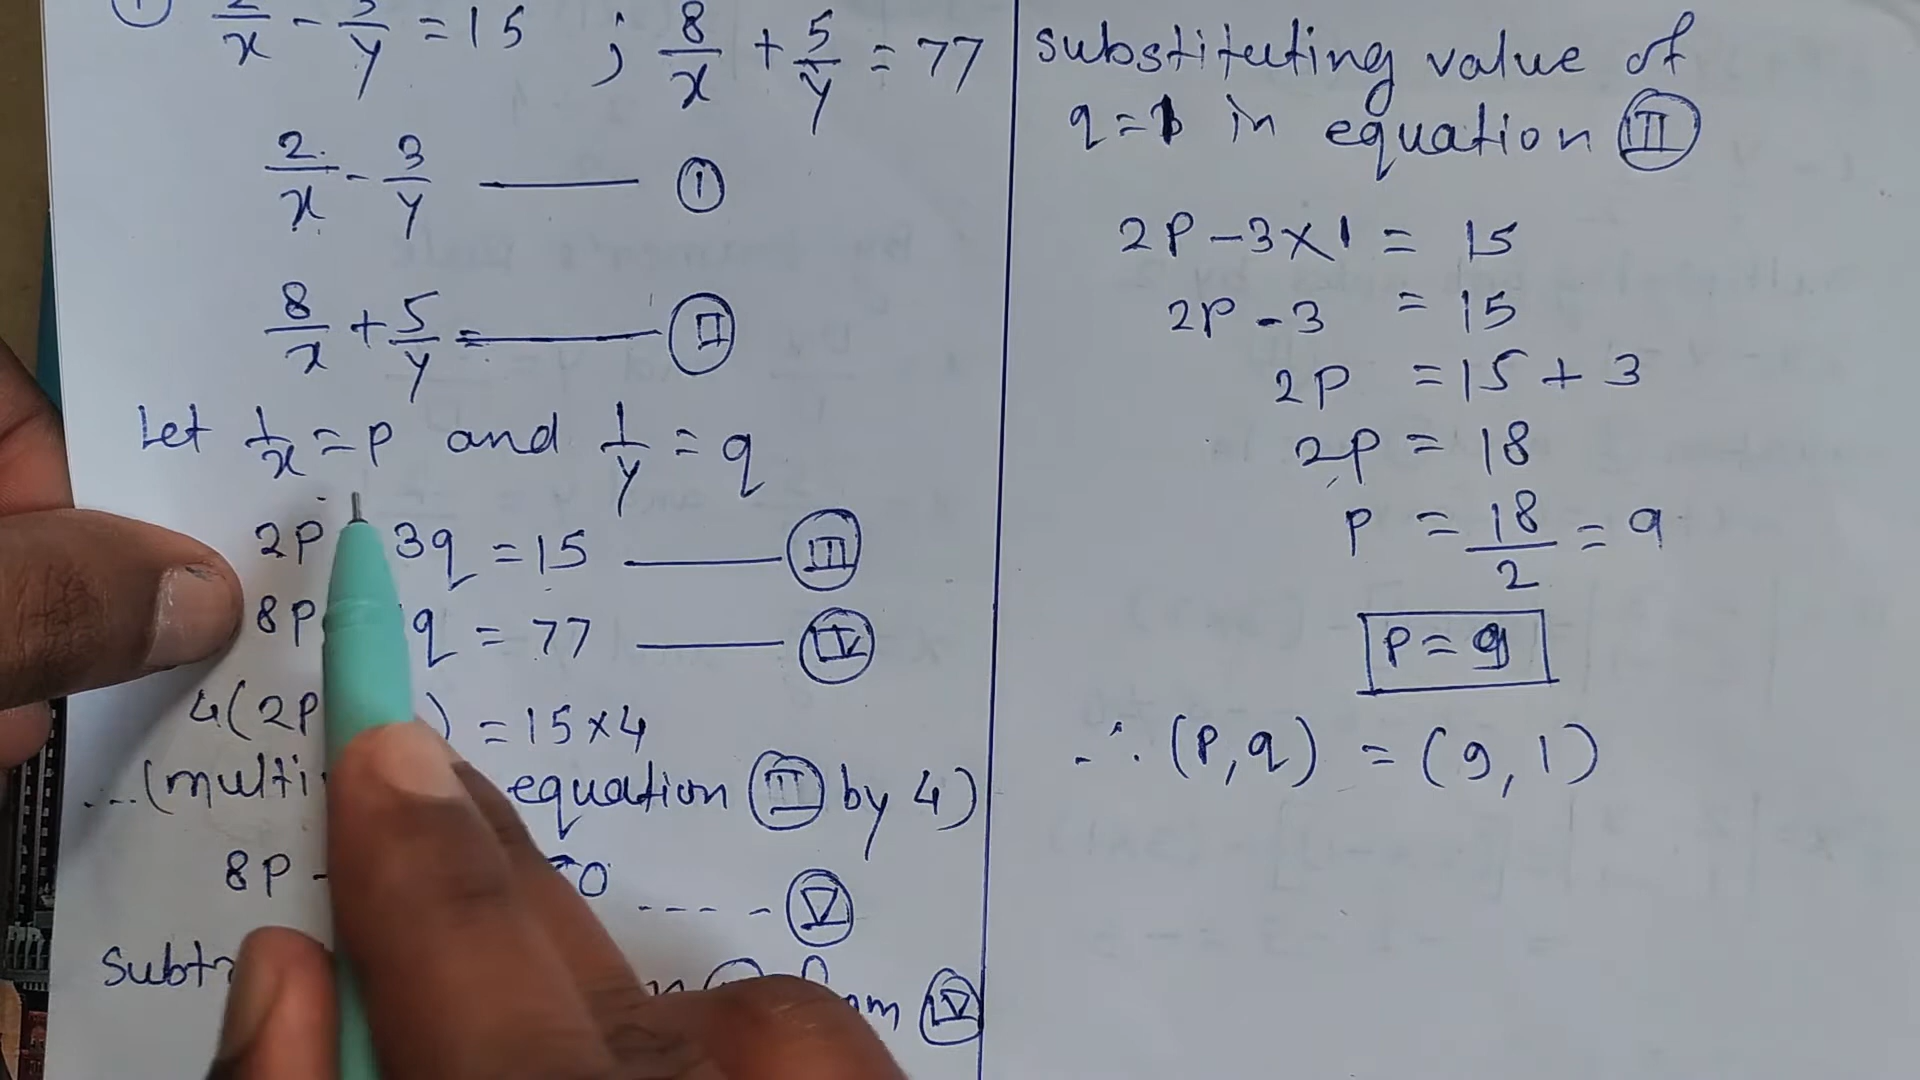 ① 2/x - 3/y = 15 ; 8/x + 5/y = 77
2/x - 3/y —— ①
8/x + 5/y = —— Ⅱ
Let 1/x = p and 1/y = q
2p 3q = 15 —— Ⅲ
8p q = 77 —— Ⅳ
4(2p ) = 15×4
...(multi equation Ⅲ by 4)
8p - 0 ---- Ⅴ
Ⅳ
substituting value of
q=1 in equation Ⅲ
2p - 3×1 = 15
2p - 3 = 15
2p = 15 + 3
2p = 18
p = 18/2 = 9
p = 9
∴ (p,q) = (9,1)